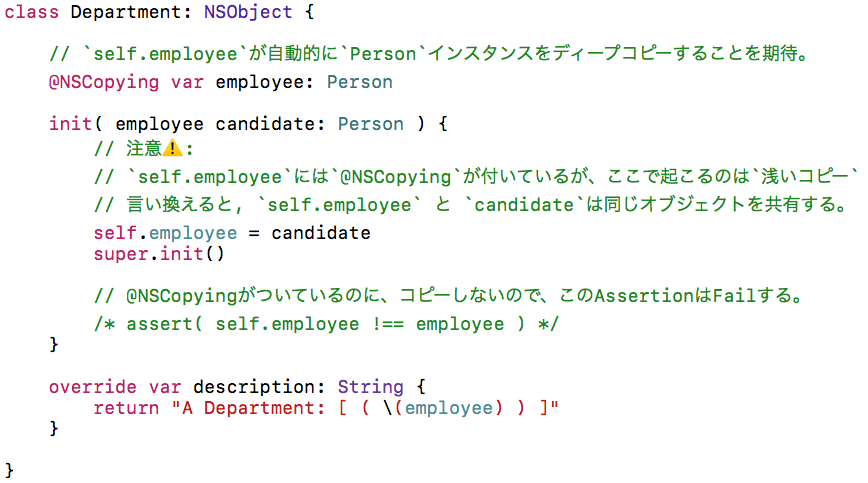 class Department: NSObject {
// `self.employee`が自動的に`Person`インスタンスをディープコピーすることを期待。
@NSCopying var employee: Person
init( employee candidate: Person ) {
// 注意⚠️:
// `self.employee`には`@NSCopying`が付いているが、ここで起こるのは`浅いコピー`
// 言い換えると, `self.employee` と `candidate`は同じオブジェクトを共有する。
self.employee = candidate
super.init()
// @NSCopyingがついているのに、コピーしないので、このAssertionはFailする。
/* assert( self.employee !== employee ) */
}
override var description: String {
return "A Department: [ ( \(employee) ) ]"
}
}